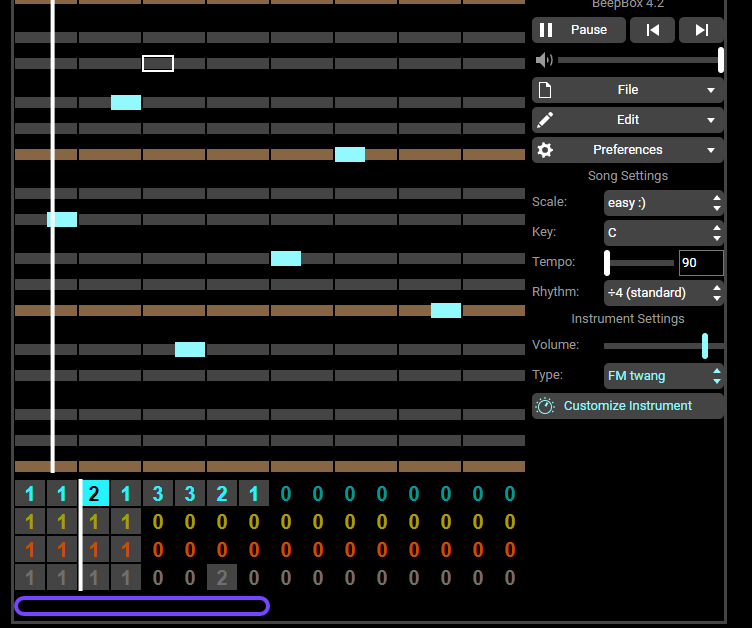 BeepBox 4.2
Pause
File
Edit
Preferences
Song Settings
Scale: easy :)
Key: C
Tempo: 90
Rhythm: ÷4 (standard)
Instrument Settings
Volume:
Type: FM twang
Customize Instrument
1 1 2 1 3 3 2 1 0 0 0 0 0 0 0 0
1 1 1 1 0 0 0 0 0 0 0 0 0 0 0 0
1 1 1 1 0 0 0 0 0 0 0 0 0 0 0 0
1 1 1 1 0 0 2 0 0 0 0 0 0 0 0 0